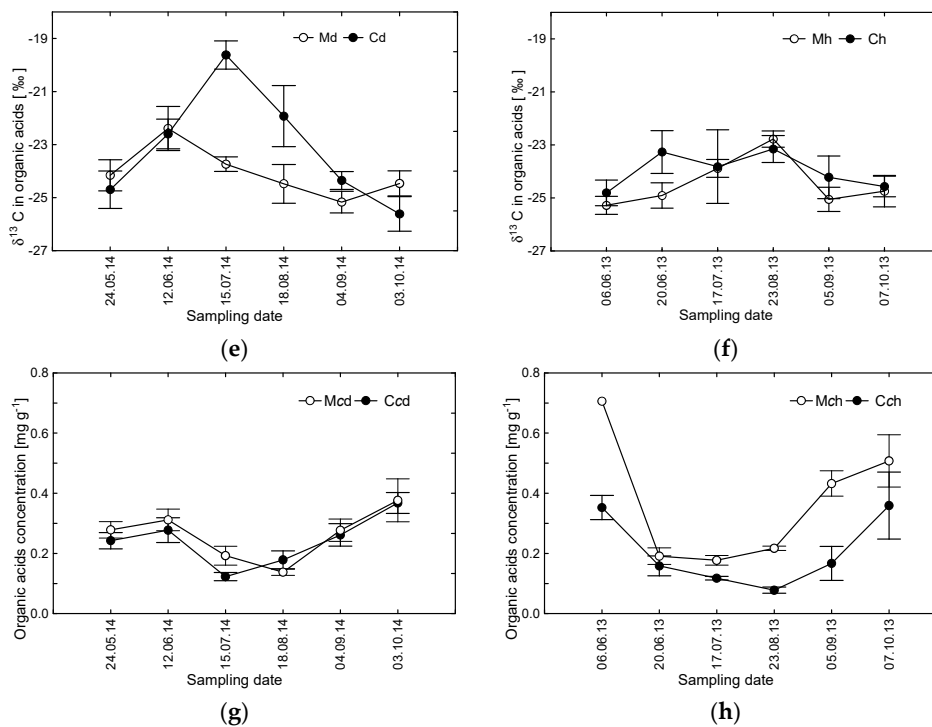 -19
-21
-23
-25
-27
δ¹³ C in organic acids [ ‰]
Md Cd
24.05.14
12.06.14
15.07.14
18.08.14
04.09.14
03.10.14
Sampling date
(e)
-19
-21
-23
-25
-27
δ¹³ C in organic acids [ ‰]
Mh Ch
06.06.13
20.06.13
17.07.13
23.08.13
05.09.13
07.10.13
Sampling date
(f)
0.8
0.6
0.4
0.2
0.0
Organic acids concentration [mg g⁻¹]
Mcd Ccd
24.05.14
12.06.14
15.07.14
18.08.14
04.09.14
03.10.14
Sampling date
(g)
0.8
0.6
0.4
0.2
0.0
Organic acids concentration [mg g⁻¹]
Mch Cch
06.06.13
20.06.13
17.07.13
23.08.13
05.09.13
07.10.13
Sampling date
(h)